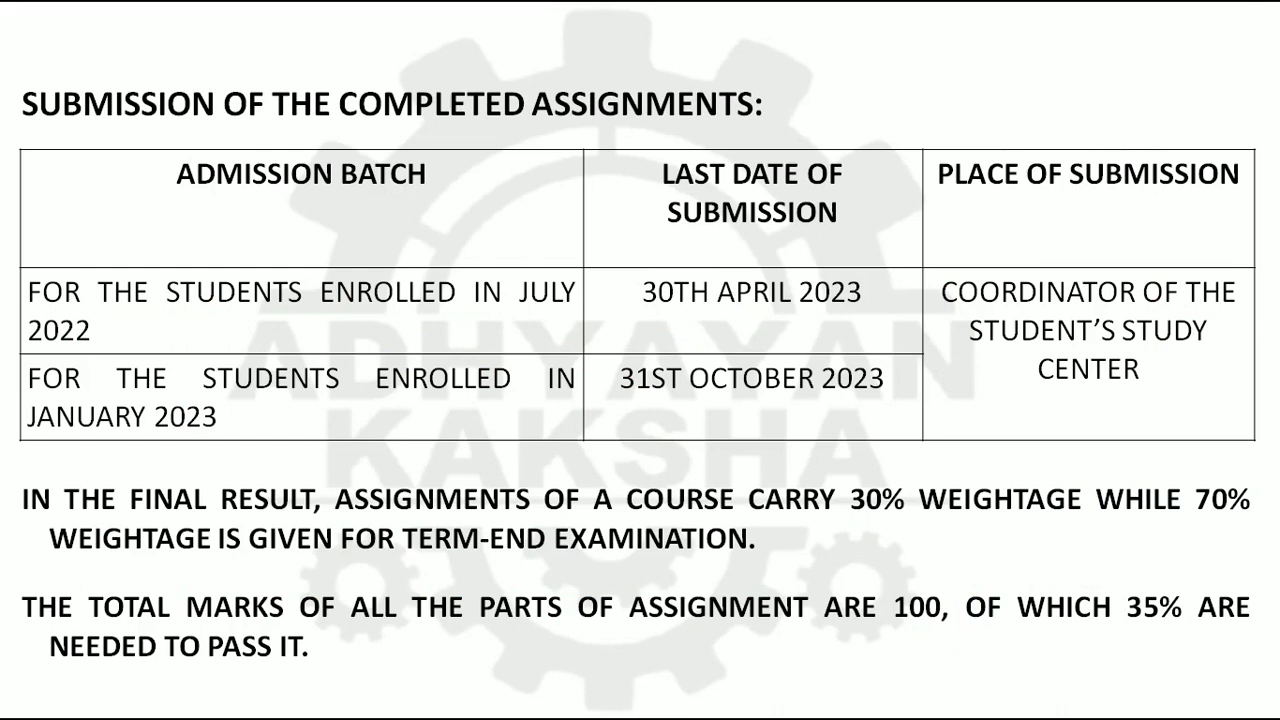 SUBMISSION OF THE COMPLETED ASSIGNMENTS:
ADMISSION BATCH
LAST DATE OF
SUBMISSION
PLACE OF SUBMISSION
FOR THE STUDENTS ENROLLED IN JULY
2022
30TH APRIL 2023
COORDINATOR OF THE
STUDENT’S STUDY
CENTER
FOR THE STUDENTS ENROLLED IN
JANUARY 2023
31ST OCTOBER 2023
ADHYAYAN
KAKSHA
IN THE FINAL RESULT, ASSIGNMENTS OF A COURSE CARRY 30% WEIGHTAGE WHILE 70%
WEIGHTAGE IS GIVEN FOR TERM-END EXAMINATION.
THE TOTAL MARKS OF ALL THE PARTS OF ASSIGNMENT ARE 100, OF WHICH 35% ARE
NEEDED TO PASS IT.